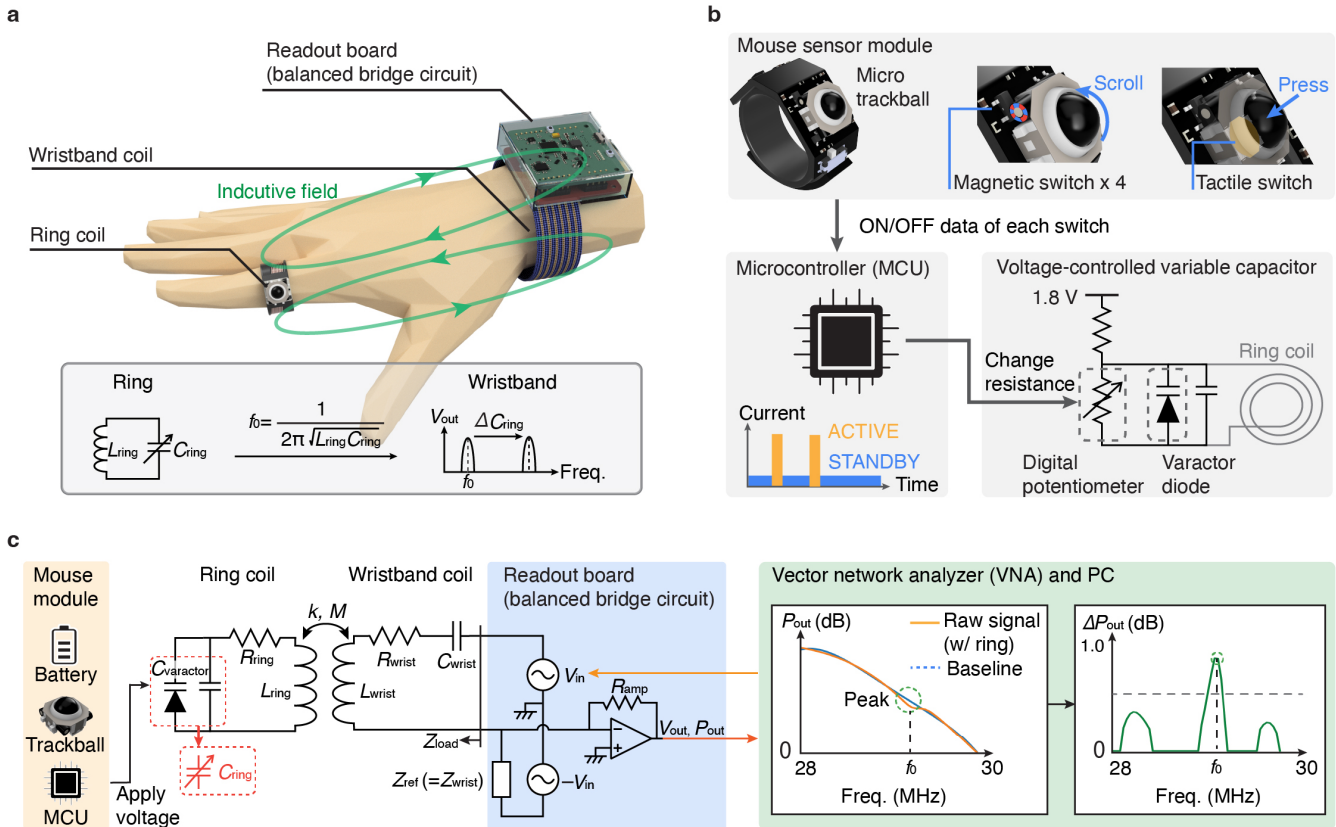 a
Readout board
(balanced bridge circuit)
Wristband coil
Indcutive field
Ring coil
Ring
Lring
Cring
f0= 1 / 2π √Lring Cring
Wristband
Vout
ΔCring
f0
Freq.
b
Mouse sensor module
Micro
trackball
Scroll
Press
Magnetic switch x 4
Tactile switch
ON/OFF data of each switch
Microcontroller (MCU)
Current
ACTIVE
STANDBY
Time
Voltage-controlled variable capacitor
1.8 V
Change
resistance
Ring coil
Digital
potentiometer
Varactor
diode
c
Mouse
module
Battery
Trackball
MCU
Apply
voltage
Ring coil
Wristband coil
k, M
Cvaractor
Rring
Lring
Cring
Rwrist
Cwrist
Lwrist
Readout board
(balanced bridge circuit)
Vin
Ramp
−
+
Vout, Pout
Zload
Zref (=Zwrist)
−Vin
Vector network analyzer (VNA) and PC
Pout (dB)
Raw signal
(w/ ring)
Baseline
Peak
0
28
f0
30
Freq. (MHz)
ΔPout (dB)
1.0
0
28
f0
30
Freq. (MHz)